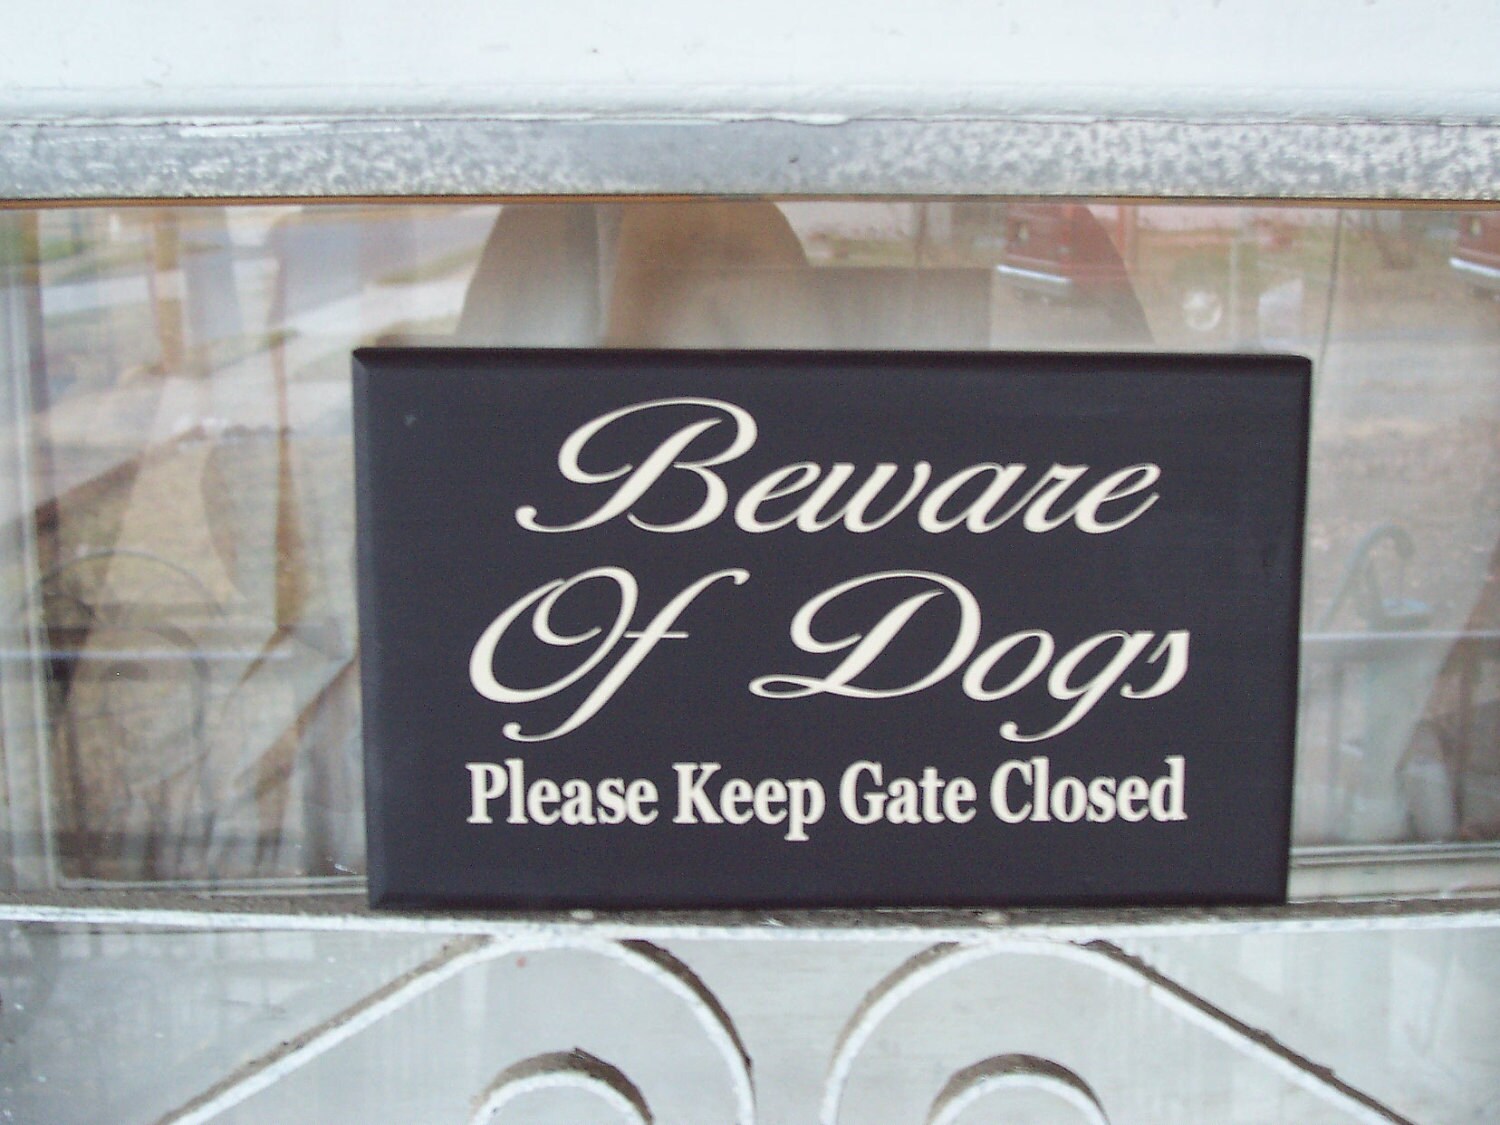 Beware
Of Dogs
Please Keep Gate Closed